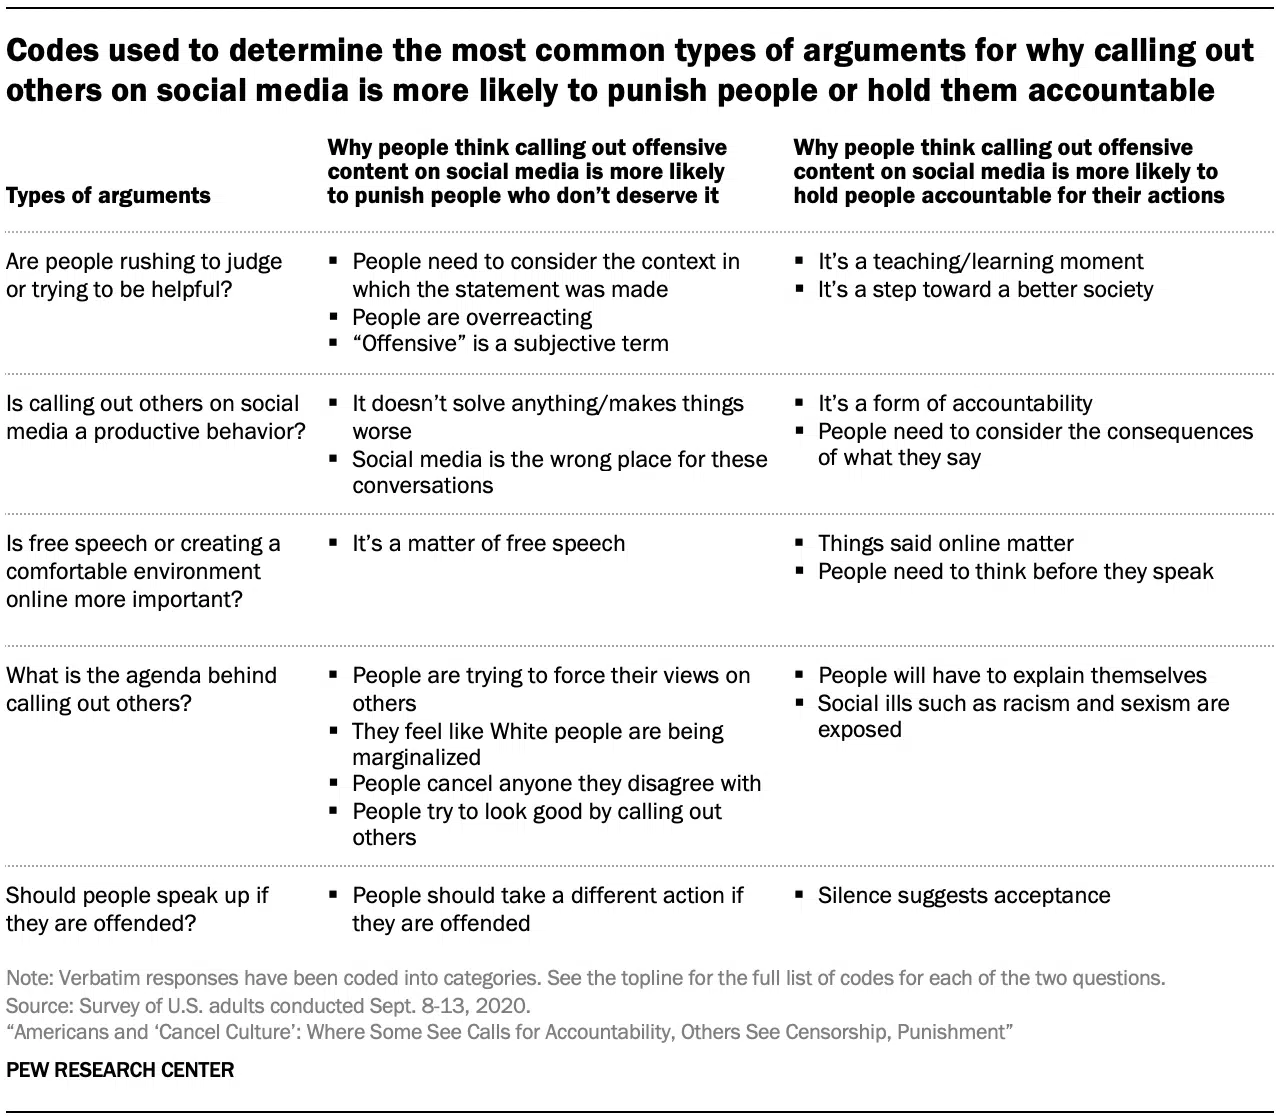 Codes used to determine the most common types of arguments for why calling out
others on social media is more likely to punish people or hold them accountable
Types of arguments
Why people think calling out offensive
content on social media is more likely
to punish people who don’t deserve it
Why people think calling out offensive
content on social media is more likely to
hold people accountable for their actions
Are people rushing to judge
or trying to be helpful?
▪ People need to consider the context in
which the statement was made
▪ People are overreacting
▪ “Offensive” is a subjective term
▪ It’s a teaching/learning moment
▪ It’s a step toward a better society
Is calling out others on social
media a productive behavior?
▪ It doesn’t solve anything/makes things
worse
▪ Social media is the wrong place for these
conversations
▪ It’s a form of accountability
▪ People need to consider the consequences
of what they say
Is free speech or creating a
comfortable environment
online more important?
▪ It’s a matter of free speech
▪ Things said online matter
▪ People need to think before they speak
What is the agenda behind
calling out others?
▪ People are trying to force their views on
others
▪ They feel like White people are being
marginalized
▪ People cancel anyone they disagree with
▪ People try to look good by calling out
others
▪ People will have to explain themselves
▪ Social ills such as racism and sexism are
exposed
Should people speak up if
they are offended?
▪ People should take a different action if
they are offended
▪ Silence suggests acceptance
Note: Verbatim responses have been coded into categories. See the topline for the full list of codes for each of the two questions.
Source: Survey of U.S. adults conducted Sept. 8-13, 2020.
“Americans and ‘Cancel Culture’: Where Some See Calls for Accountability, Others See Censorship, Punishment”
PEW RESEARCH CENTER